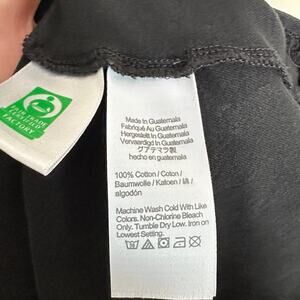 FAIR TRADE
CERTIFIED
FACTORY
Made In Guatemala
Fabriqué Au Guatemala
Hergestellt In Guatemala
Vervaardigd In Guatemala
グアテマラ製
hecho en guatemala
100% Cotton / Coton /
Baumwolle / Katoen / 綿 /
algodón
Machine Wash Cold With Like
Colors. Non-Chlorine Bleach
Only. Tumble Dry Low. Iron on
Lowest Setting.